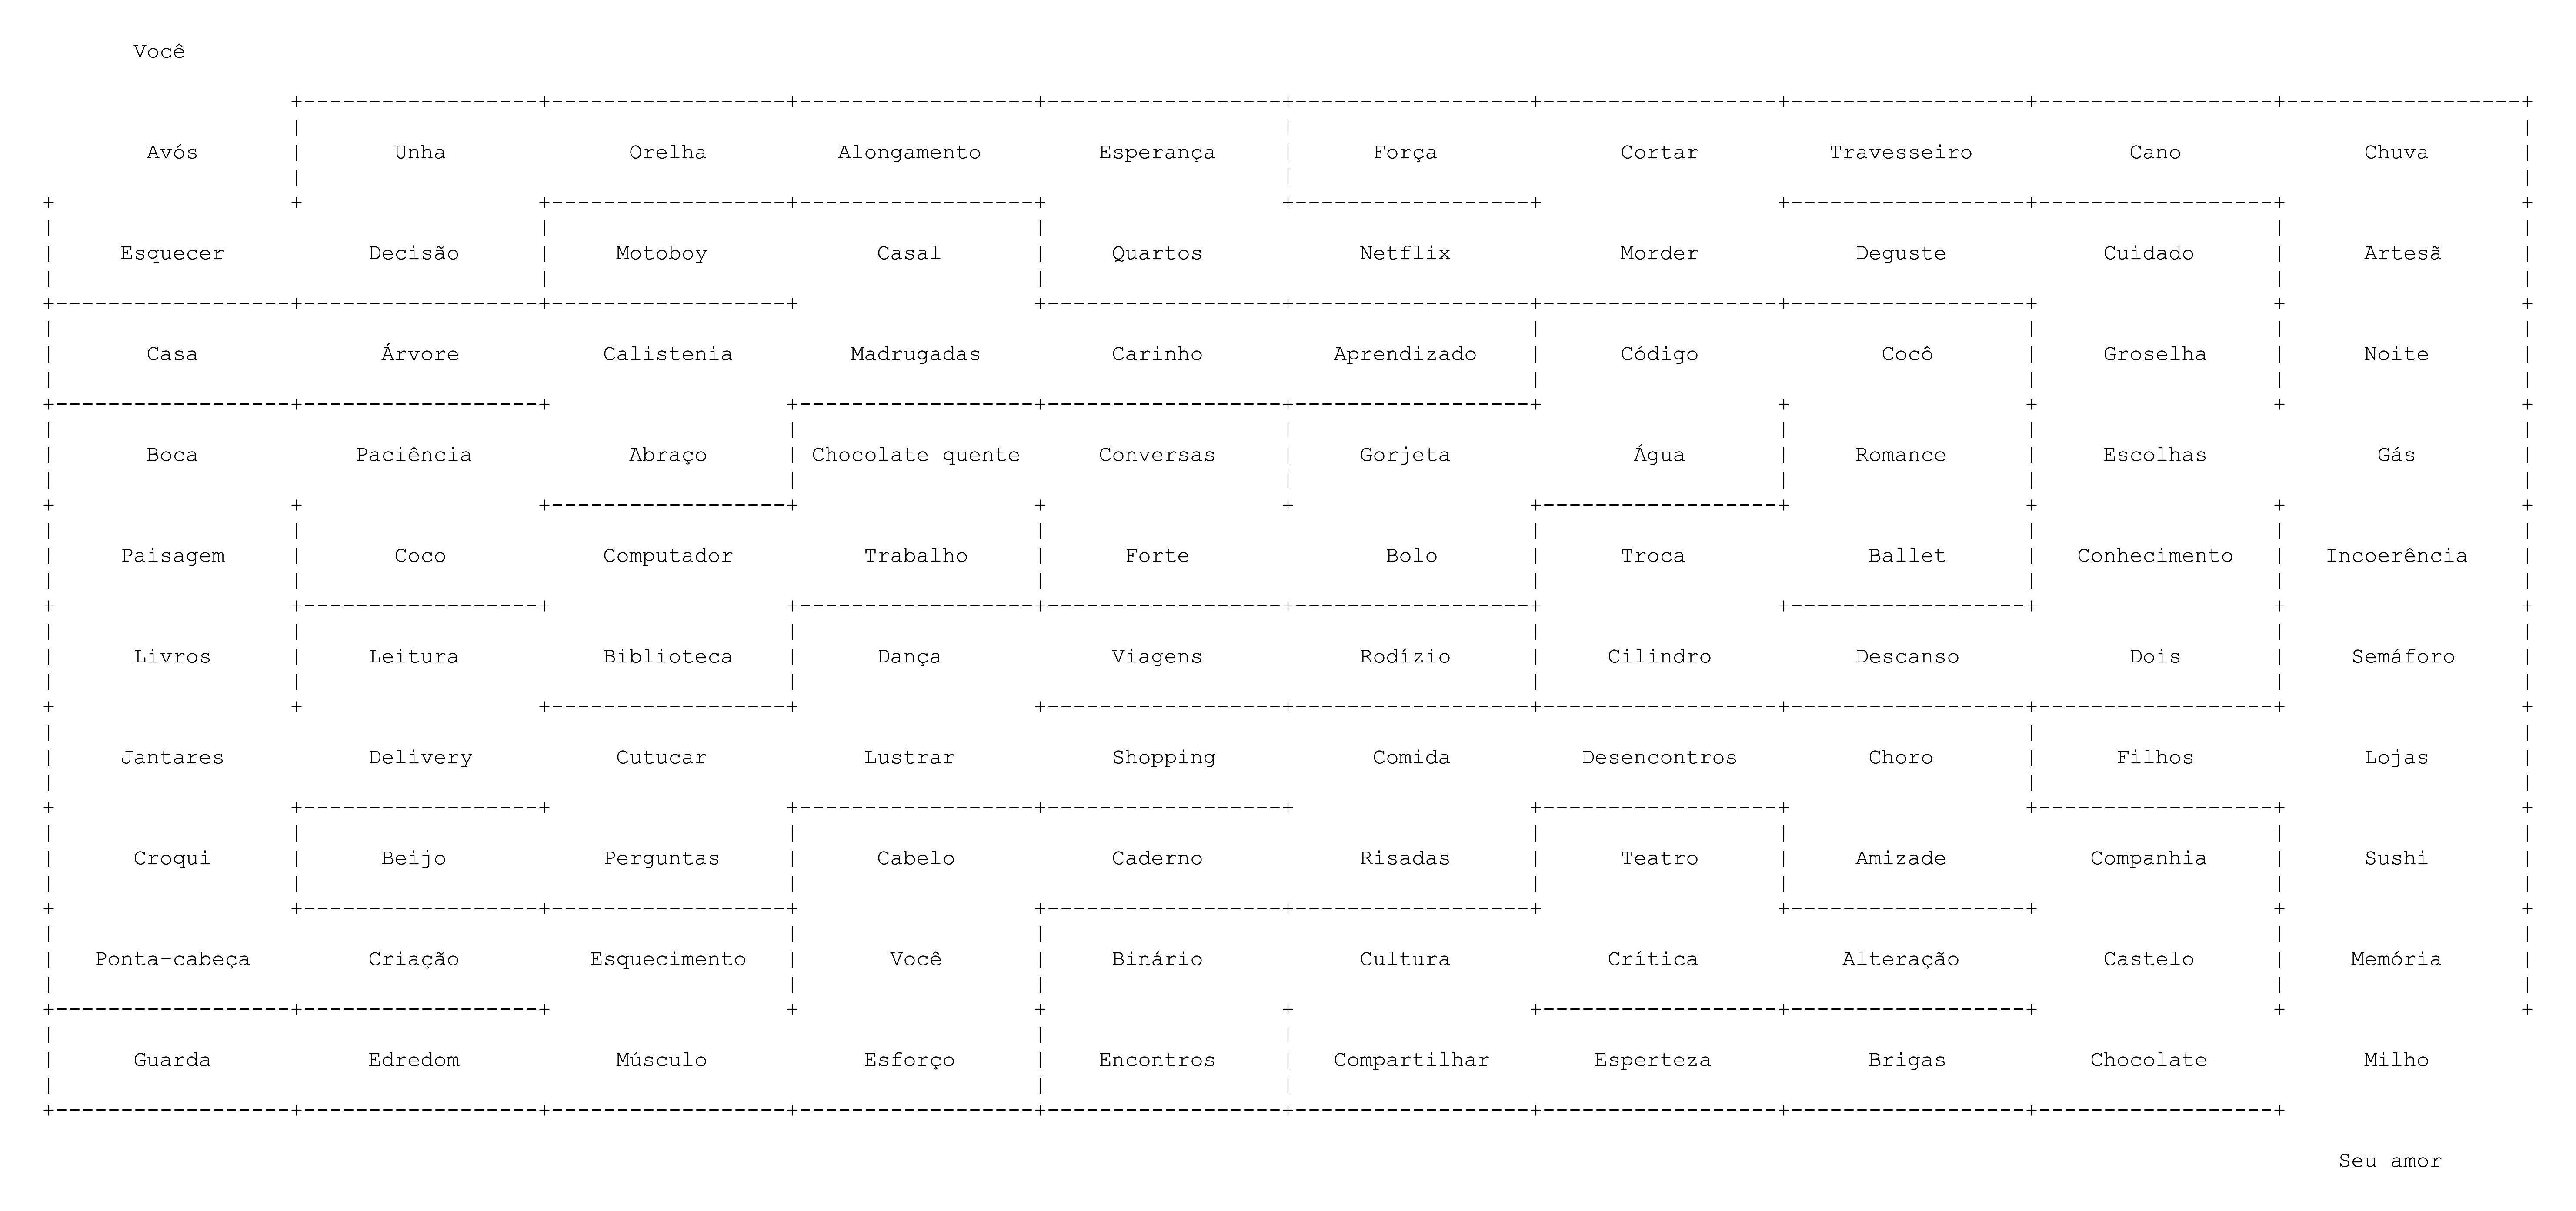 Você
Avós Unha Orelha Alongamento Esperança Força Cortar Travesseiro Cano Chuva
Esquecer Decisão Motoboy Casal Quartos Netflix Morder Deguste Cuidado Artesã
Casa Árvore Calistenia Madrugadas Carinho Aprendizado Código Cocô Groselha Noite
Boca Paciência Abraço Chocolate quente Conversas Gorjeta Água Romance Escolhas Gás
Paisagem Coco Computador Trabalho Forte Bolo Troca Ballet Conhecimento Incoerência
Livros Leitura Biblioteca Dança Viagens Rodízio Cilindro Descanso Dois Semáforo
Jantares Delivery Cutucar Lustrar Shopping Comida Desencontros Choro Filhos Lojas
Croqui Beijo Perguntas Cabelo Caderno Risadas Teatro Amizade Companhia Sushi
Ponta-cabeça Criação Esquecimento Você Binário Cultura Crítica Alteração Castelo Memória
Guarda Edredom Músculo Esforço Encontros Compartilhar Esperteza Brigas Chocolate Milho
Seu amor